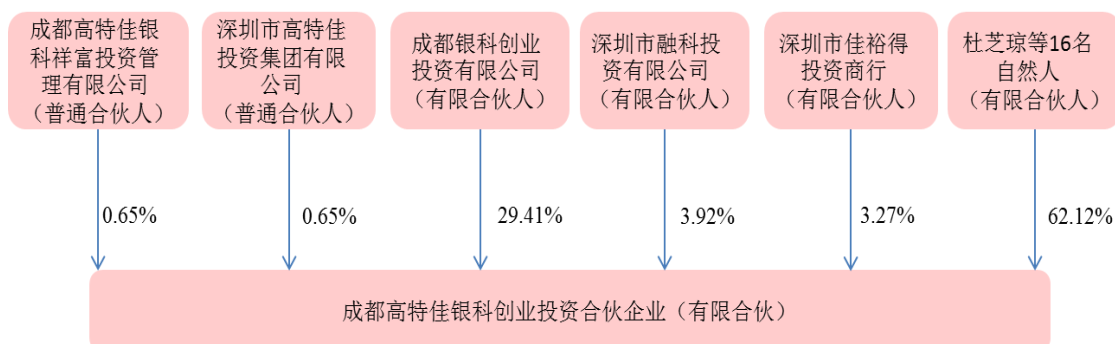 成都高特佳银
科祥富投资管
理有限公司
（普通合伙人）
深圳市高特佳
投资集团有限
公司
（普通合伙人）
成都银科创业
投资有限公司
（有限合伙人）
深圳市融科投
资有限公司
（有限合伙人）
深圳市佳裕得
投资商行
（有限合伙人）
杜芝琼等16名
自然人
（有限合伙人）
0.65%
0.65%
29.41%
3.92%
3.27%
62.12%
成都高特佳银科创业投资合伙企业（有限合伙）